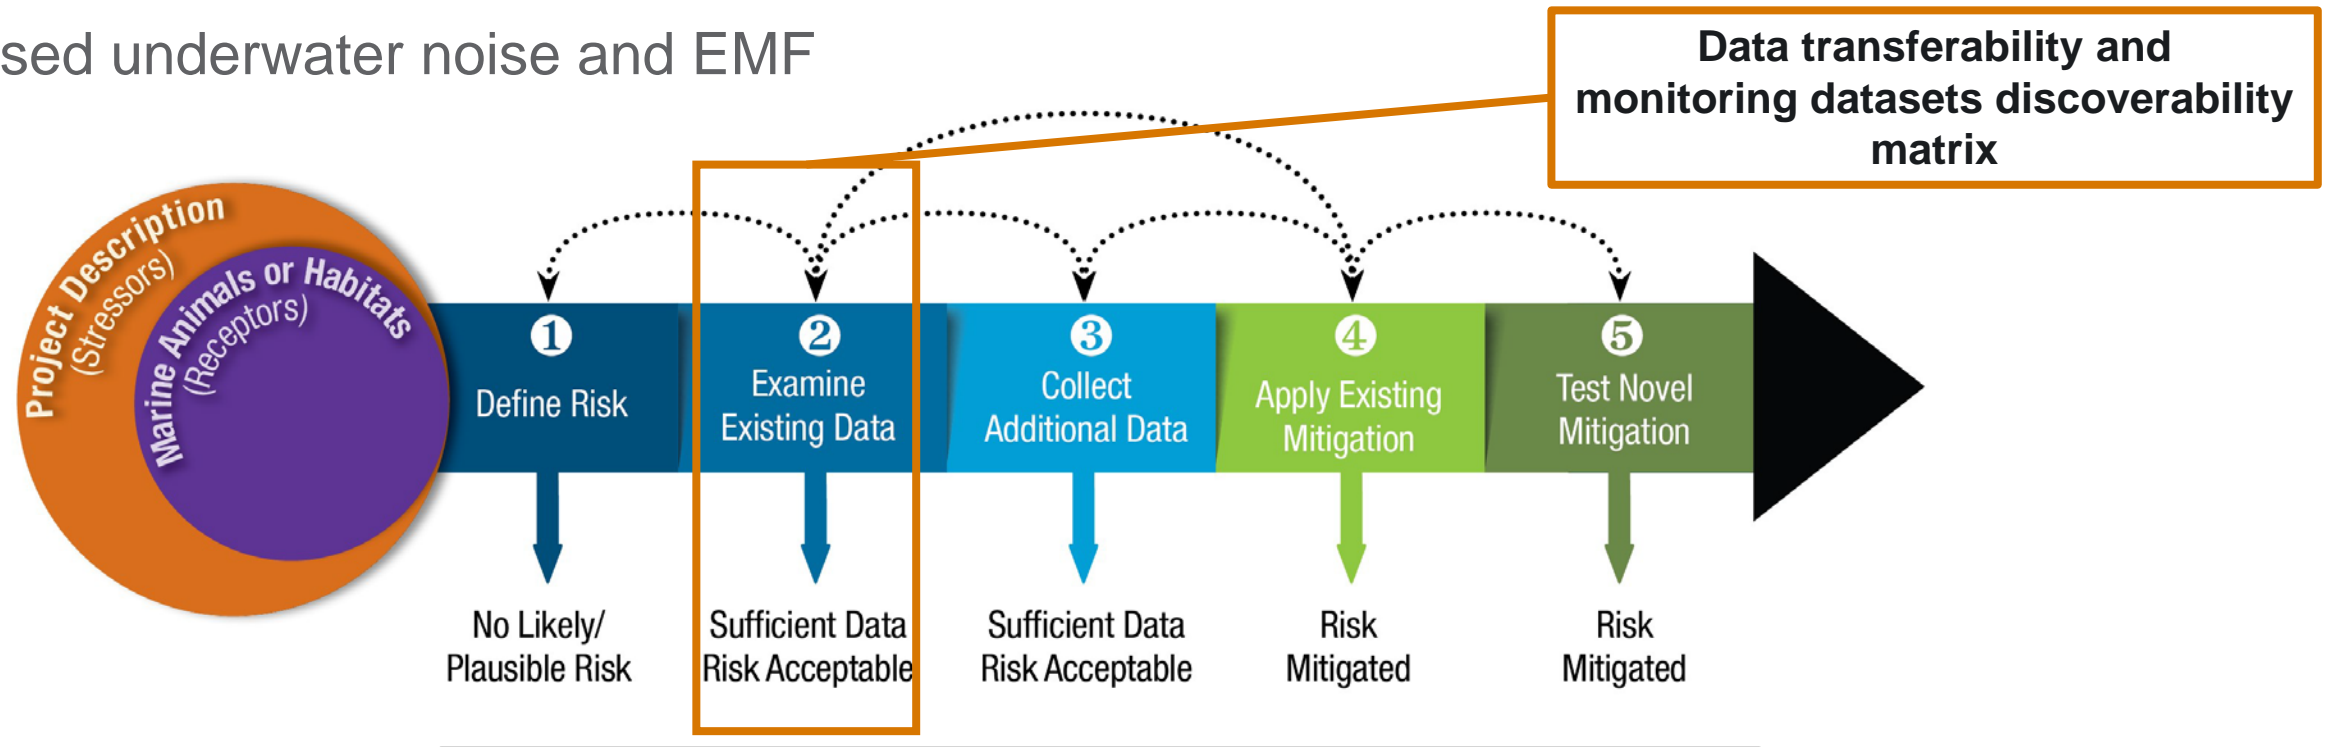 sed underwater noise and EMF
Data transferability and
monitoring datasets discoverability
matrix
Project Description
(Stressors)
Marine Animals or Habitats
(Receptors)
1
Define Risk
2
Examine
Existing Data
3
Collect
Additional Data
4
Apply Existing
Mitigation
5
Test Novel
Mitigation
No Likely/
Plausible Risk
Sufficient Data
Risk Acceptable
Sufficient Data
Risk Acceptable
Risk
Mitigated
Risk
Mitigated